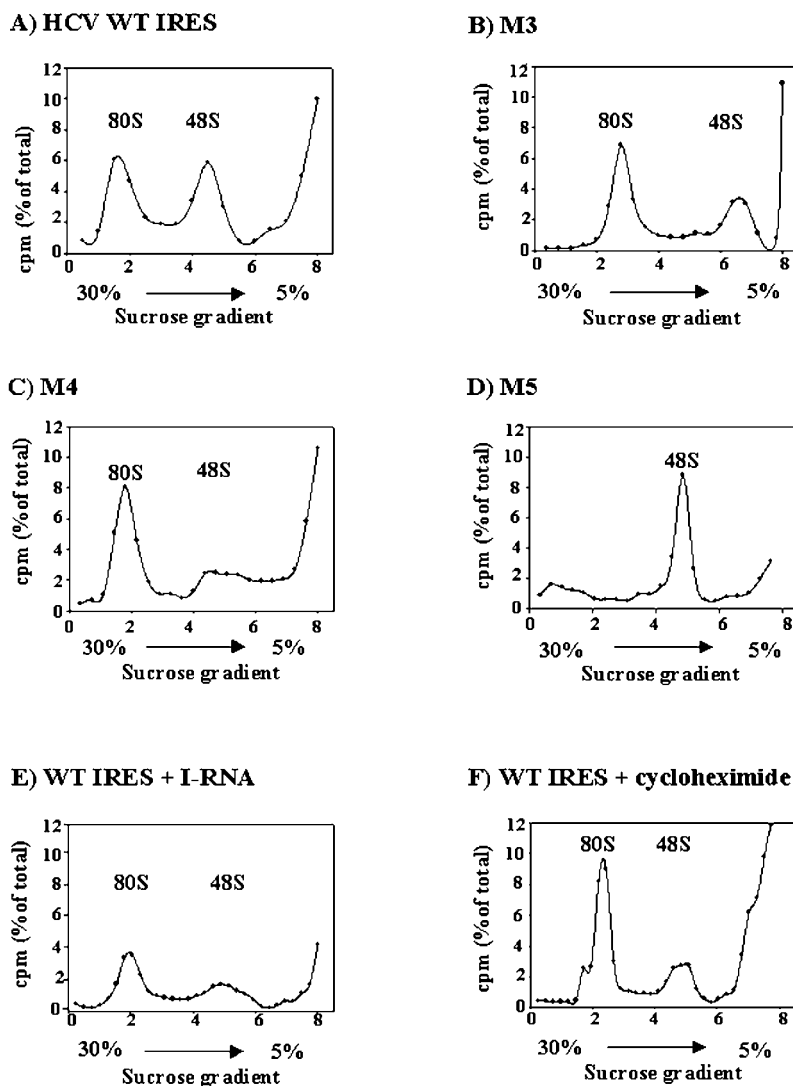 A) HCV WT IRES
cpm (% of total)
12
10
8
6
4
2
0
80S 48S
0 2 4 6 8
30% 5%
Sucrose gradient
B) M3
cpm (% of total)
12
10
8
6
4
2
0
80S 48S
0 2 4 6 8
30% 5%
Sucrose gradient
C) M4
cpm (% of total)
12
10
8
6
4
2
0
80S 48S
0 2 4 6 8
30% 5%
Sucrose gradient
D) M5
cpm (% of total)
12
10
8
6
4
2
0
48S
0 2 4 6 8
30% 5%
Sucrose gradient
E) WT IRES + I-RNA
cpm (% of total)
12
10
8
6
4
2
0
80S 48S
0 2 4 6 8
30% 5%
Sucrose gradient
F) WT IRES + cycloheximide
cpm (% of total)
12
10
8
6
4
2
0
80S 48S
0 2 4 6 8
30% 5%
Sucrose gradient